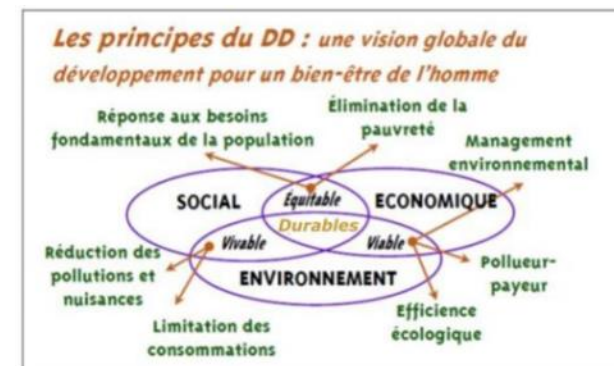 Les principes du DD : une vision globale du
développement pour un bien-être de l'homme
Réponse aux besoins
fondamentaux de la population
Élimination de la
pauvreté
Management
environnemental
SOCIAL
Équitable
ECONOMIQUE
Durables
Vivable
Viable
ENVIRONNEMENT
Réduction des
pollutions et
nuisances
Limitation des
consommations
Pollueur-
payeur
Efficience
écologique